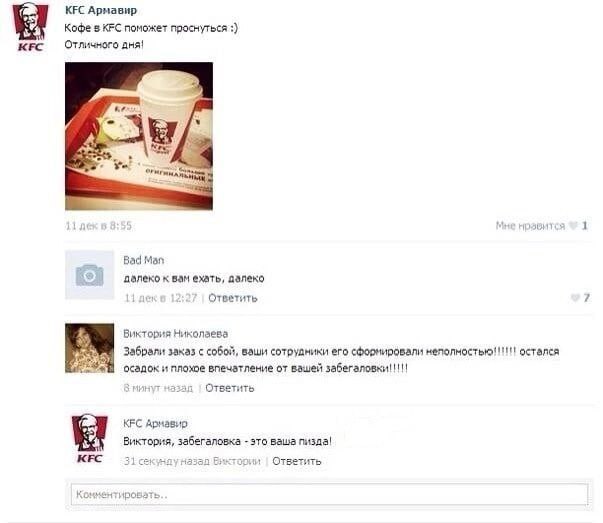 KFC
KFC Армавир
Кофе в KFC поможет проснуться :)
Отличного дня!
KFC
оригинальные
11 дек в 8:55
Мне нравится 1
Bad Man
далеко к вам ехать, далеко
11 дек в 12:27 | Ответить
7
Виктория Николаева
Забрали заказ с собой, ваши сотрудники его сформировали неполностью!!!!!! остался
осадок и плохое впечатление от вашей забегаловки!!!!!
8 минут назад | Ответить
KFC
KFC Армавир
Виктория, забегаловка - это ваша пизда!
31 секунду назад Виктории | Ответить
Комментировать..